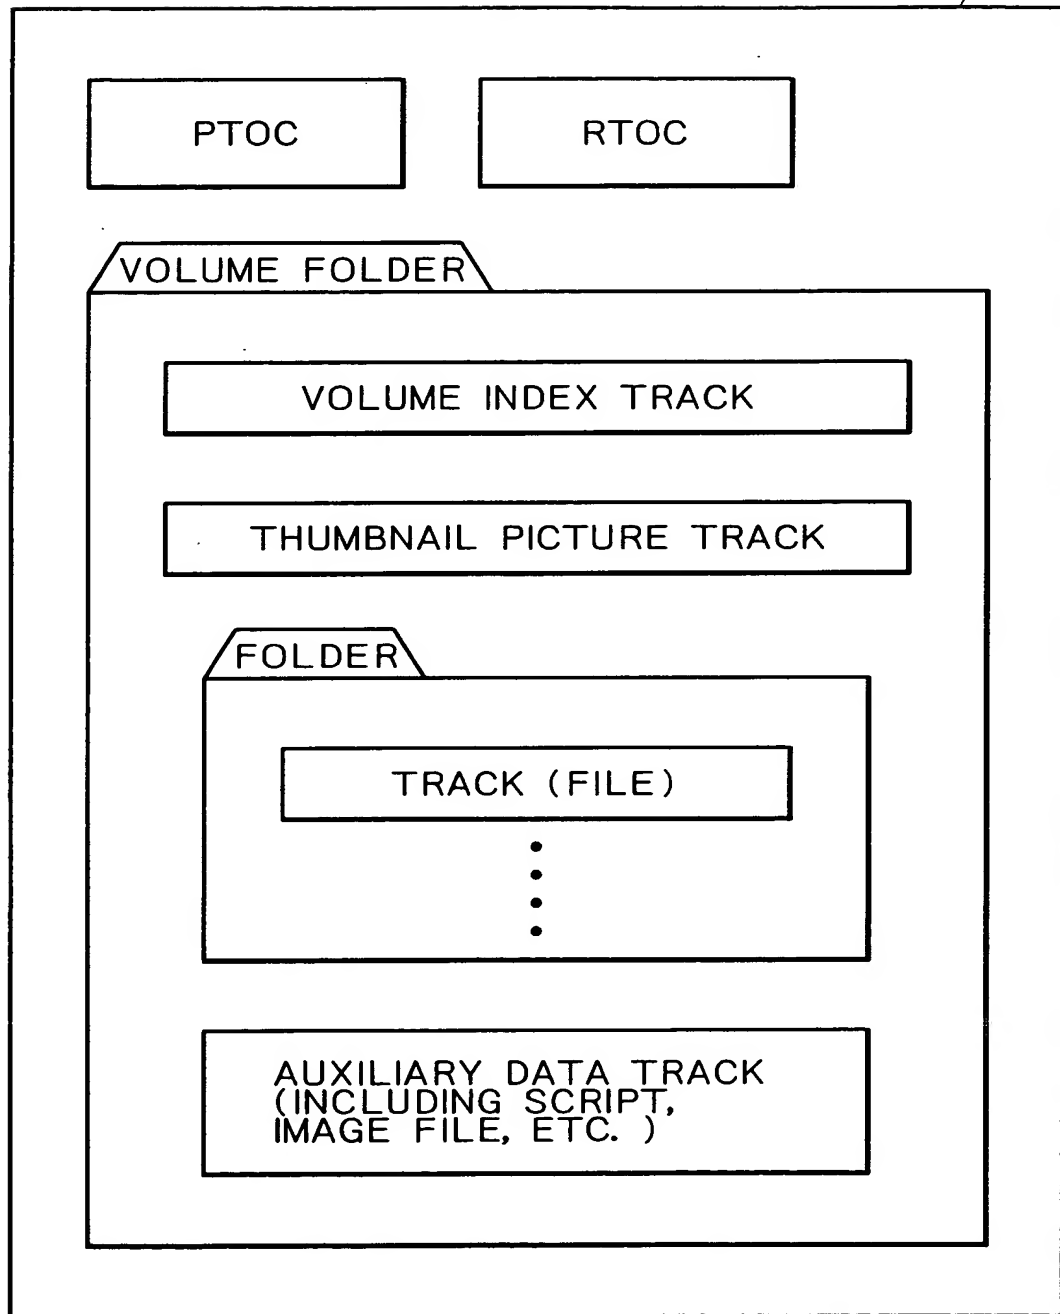 PTOC
RTOC
VOLUME FOLDER
VOLUME INDEX TRACK
THUMBNAIL PICTURE TRACK
FOLDER
TRACK (FILE)
AUXILIARY DATA TRACK
(INCLUDING SCRIPT,
IMAGE FILE, ETC. )